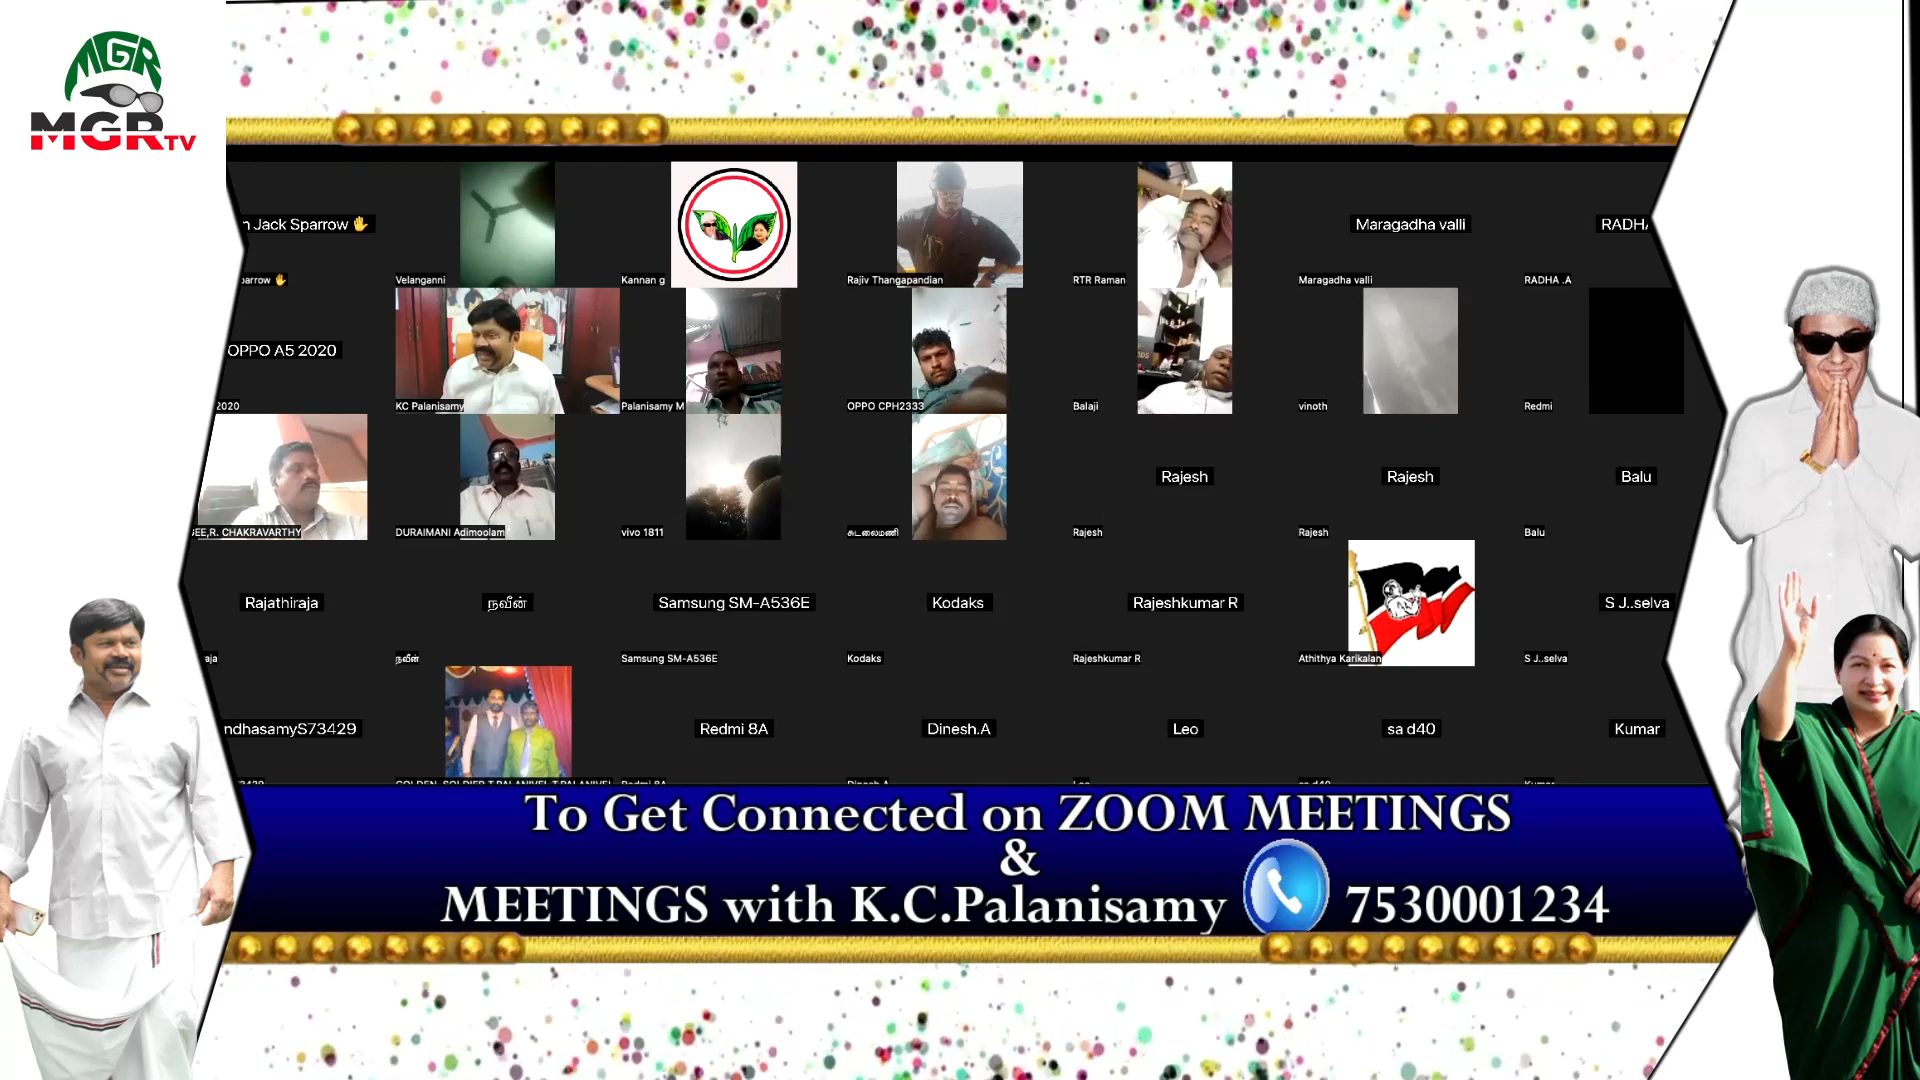 MGR
MGR TV
n Jack Sparrow ✋
Maragadha valli
RADHA
parrow ✋
Velanganni
Kannan g
Rajiv Thangapandian
RTR Raman
Maragadha valli
RADHA .A
OPPO A5 2020
2020
KC Palanisamy
Palanisamy M
OPPO CPH2333
Balaji
vinoth
Redmi
Rajesh
Rajesh
Balu
EE,R. CHAKRAVARTHY
DURAIMANI Adimoolam
vivo 1811
சுடலைமணி
Rajesh
Rajesh
Balu
Rajathiraja
நவீன்
Samsung SM-A536E
Kodaks
Rajeshkumar R
S J..selva
aja
நவீன்
Samsung SM-A536E
Kodaks
Rajeshkumar R
Athithya Karikalan
S J..selva
ndhasamyS73429
Redmi 8A
Dinesh.A
Leo
sa d40
Kumar
To Get Connected on ZOOM MEETINGS
&
MEETINGS with K.C.Palanisamy 7530001234